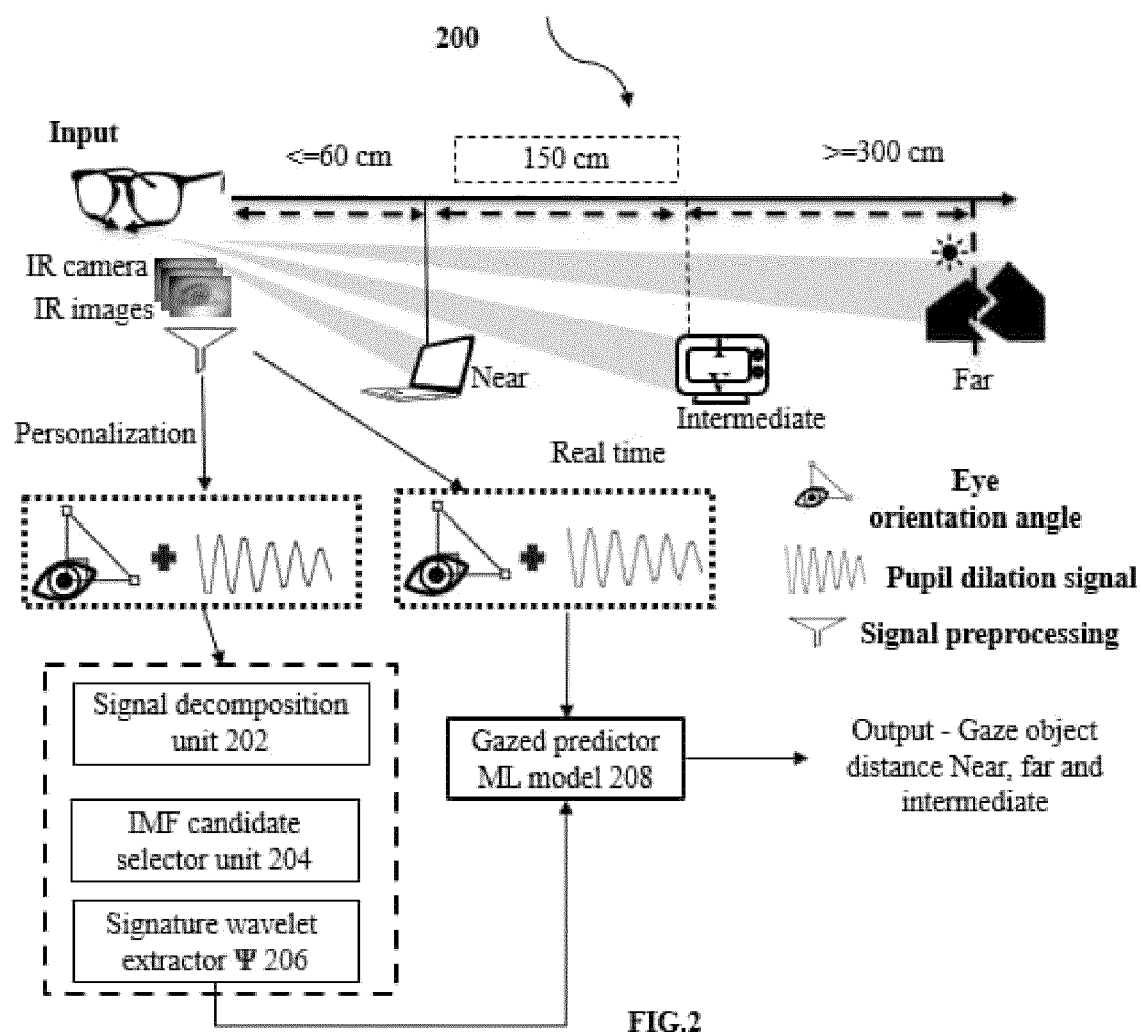 200
Input
<=60 cm
150 cm
>=300 cm
IR camera
IR images
Near
Intermediate
Far
Personalization
Real time
Eye
orientation angle
Pupil dilation signal
Signal preprocessing
Signal decomposition
unit 202
IMF candidate
selector unit 204
Signature wavelet
extractor Ψ 206
Gazed predictor
ML model 208
Output - Gaze object
distance Near, far and
intermediate
FIG.2